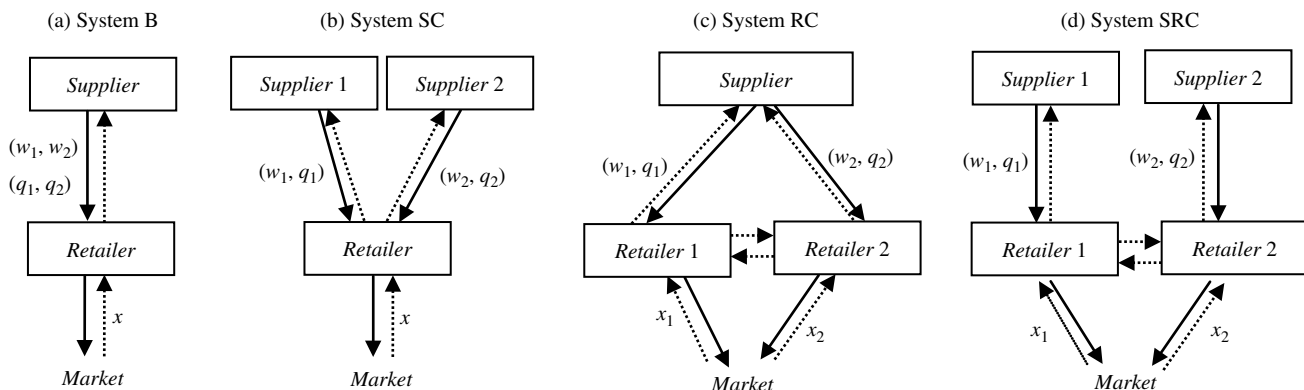 (a) System B
(b) System SC
(c) System RC
(d) System SRC
Supplier
Supplier 1
Supplier 2
Supplier
Supplier 1
Supplier 2
(w₁, w₂)
(q₁, q₂)
(w₁, q₁)
(w₂, q₂)
(w₁, q₁)
(w₂, q₂)
(w₁, q₁)
(w₂, q₂)
Retailer
Retailer
Retailer 1
Retailer 2
Retailer 1
Retailer 2
x
x
x₁
x₂
x₁
x₂
Market
Market
Market
Market